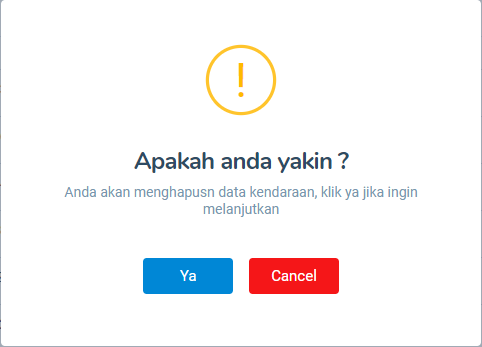 !
Apakah anda yakin ?
Anda akan menghapusn data kendaraan, klik ya jika ingin
melanjutkan
Ya
Cancel